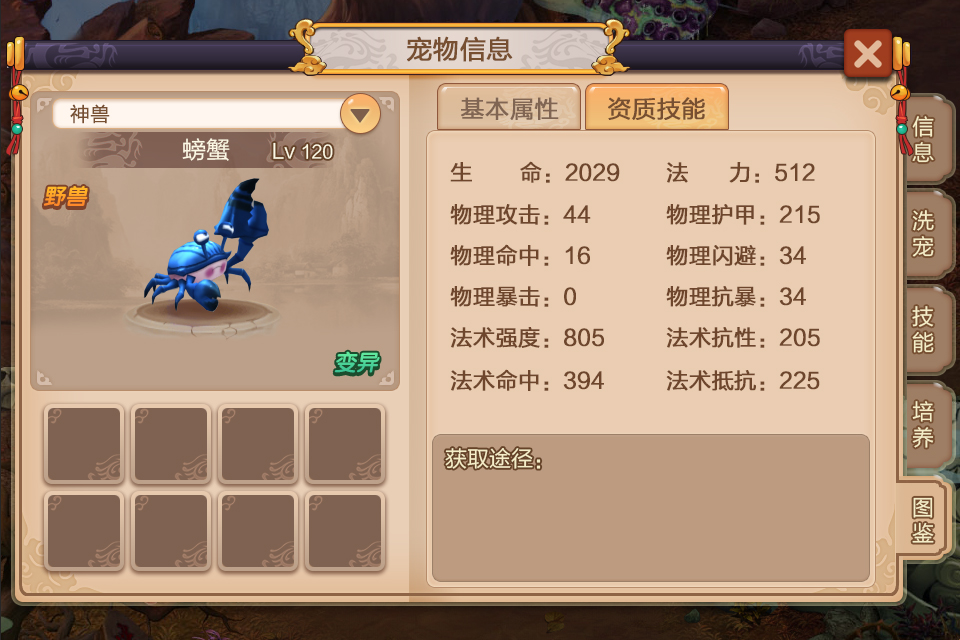 宠物信息
神兽
螃蟹 Lv 120
野兽
变异
基本属性 资质技能
生 命：2029 法 力：512
物理攻击：44 物理护甲：215
物理命中：16 物理闪避：34
物理暴击：0 物理抗暴：34
法术强度：805 法术抗性：205
法术命中：394 法术抵抗：225
获取途径：
信息
洗宠
技能
培养
图鉴